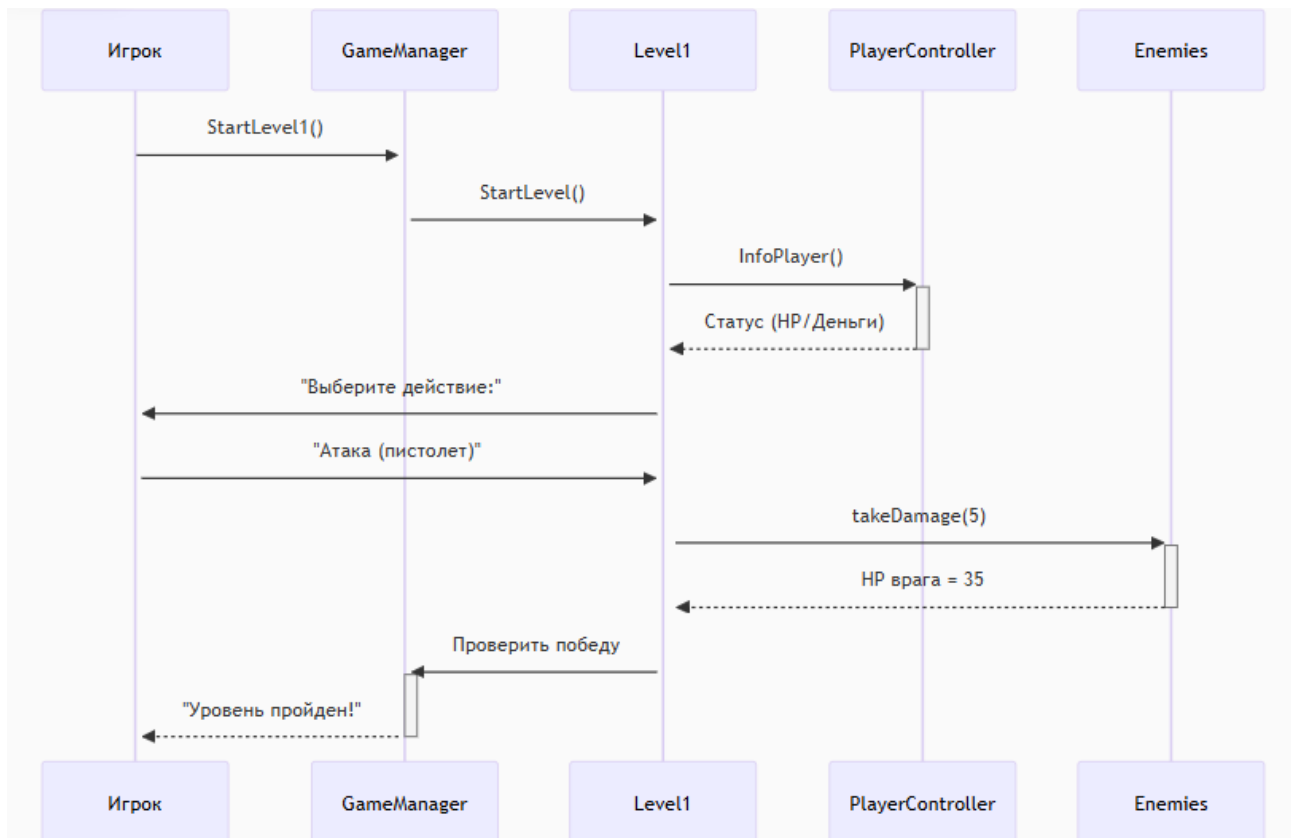 Игрок
GameManager
Level1
PlayerController
Enemies
StartLevel1()
StartLevel()
InfoPlayer()
Статус (HP/Деньги)
"Выберите действие:"
"Атака (пистолет)"
takeDamage(5)
HP врага = 35
Проверить победу
"Уровень пройден!"
Игрок
GameManager
Level1
PlayerController
Enemies